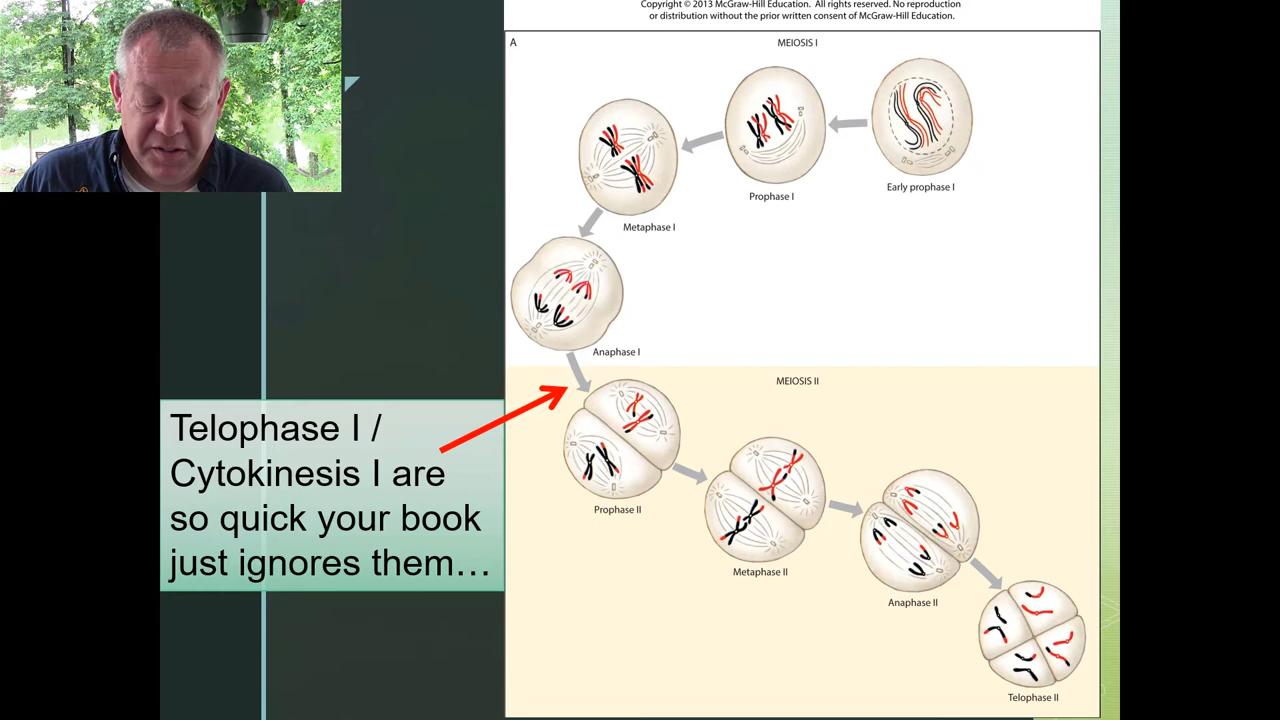 Copyright © 2013 McGraw-Hill Education. All rights reserved. No reproduction
or distribution without the prior written consent of McGraw-Hill Education.
A
MEIOSIS I
Early prophase I
Prophase I
Metaphase I
Anaphase I
MEIOSIS II
Telophase I /
Cytokinesis I are
so quick your book
just ignores them…
Prophase II
Metaphase II
Anaphase II
Telophase II